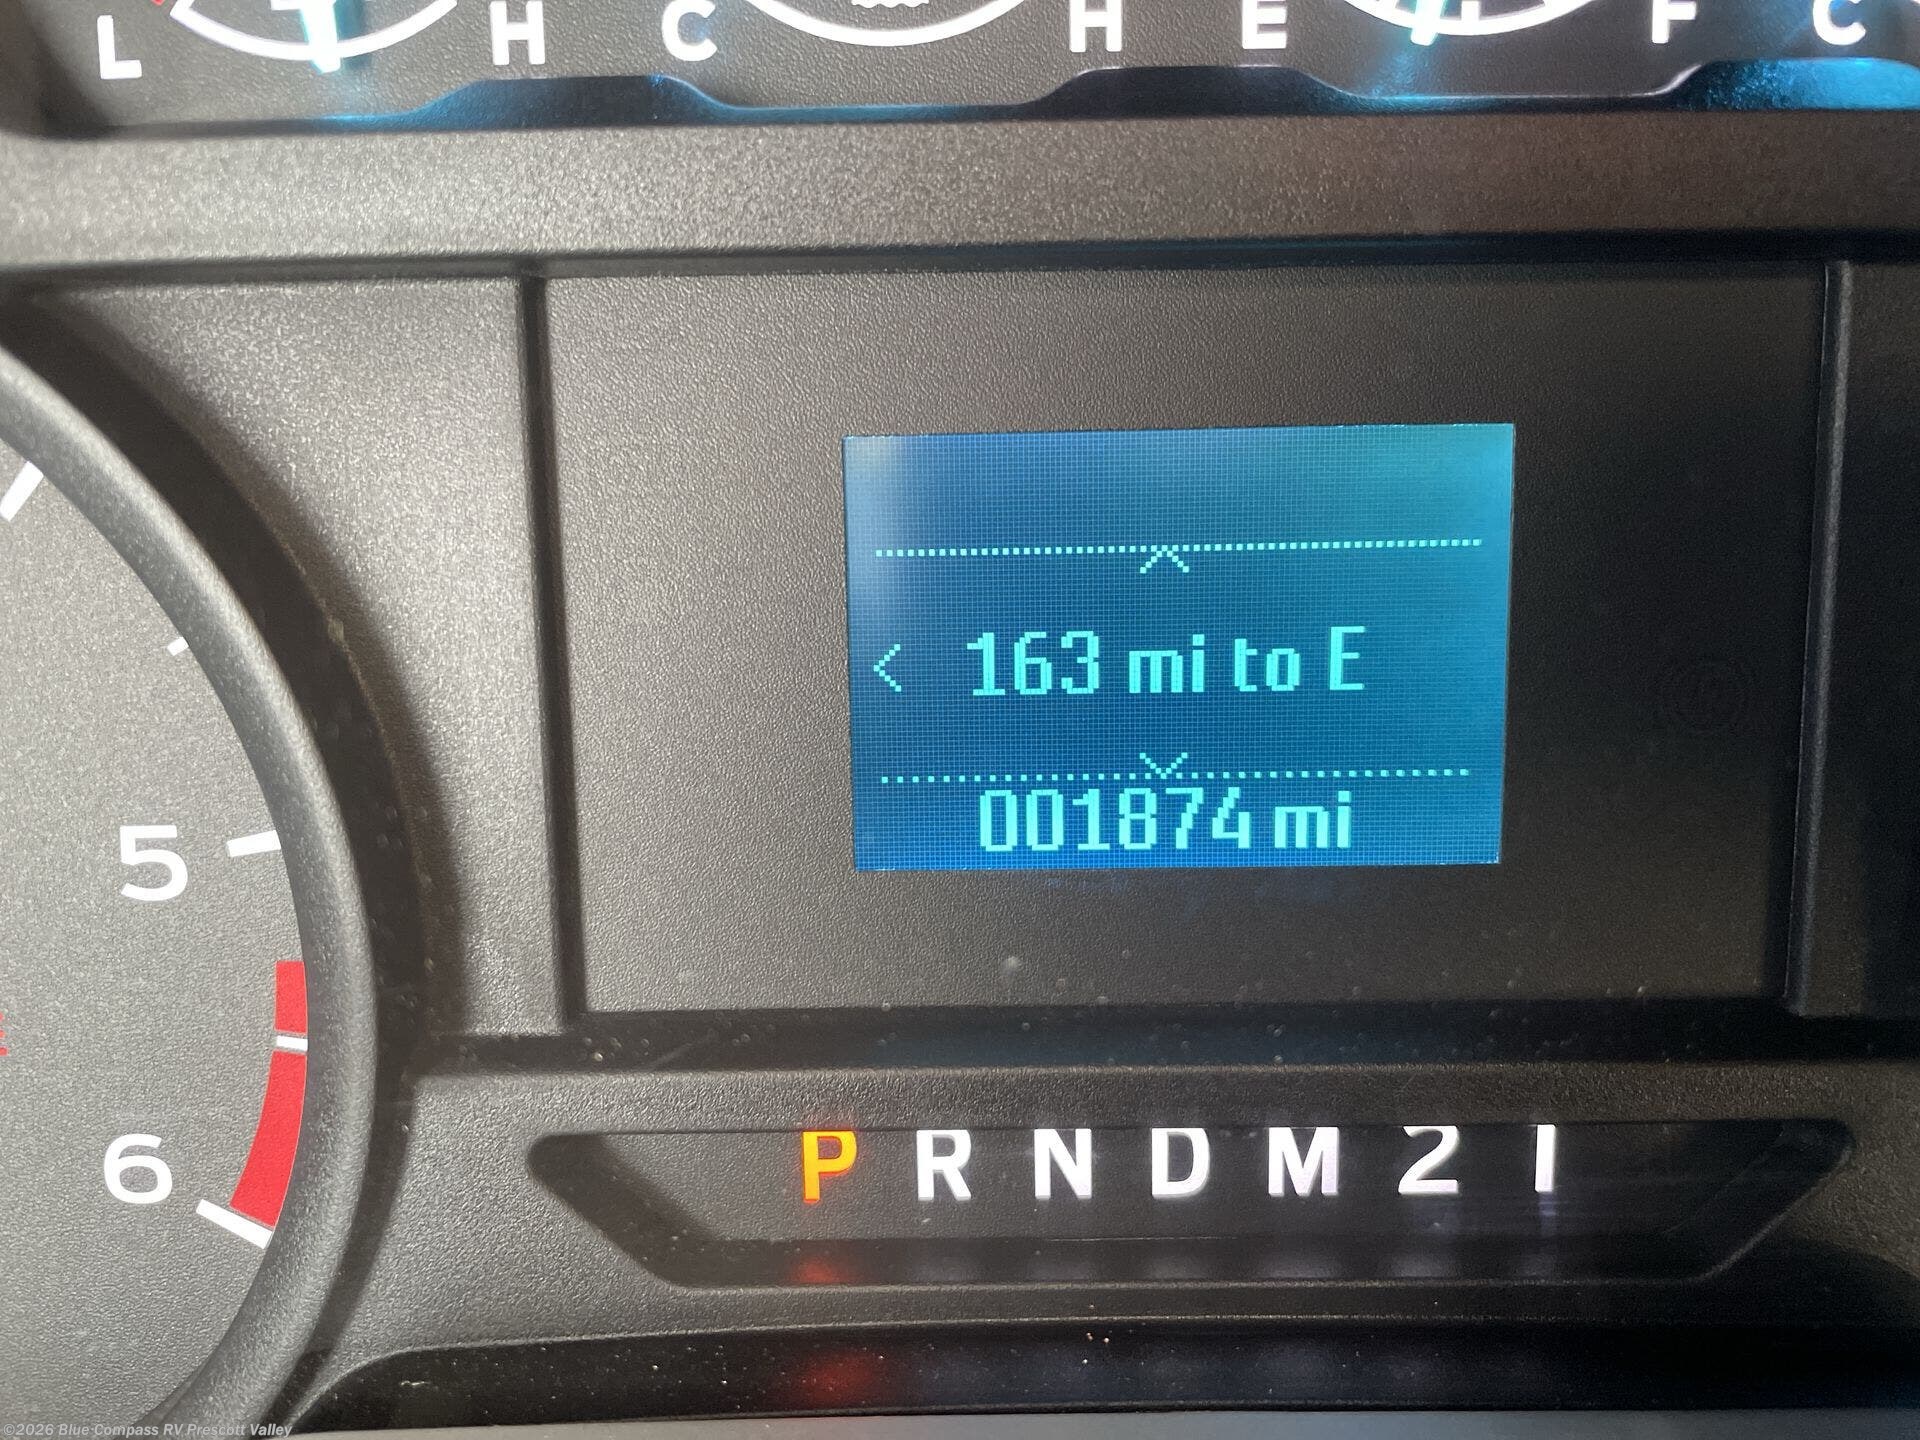 L H C H E F C
< 163 mi to E
001874 mi
5
6
P R N D M 2 1
©2026 Blue Compass RV Prescott Valley